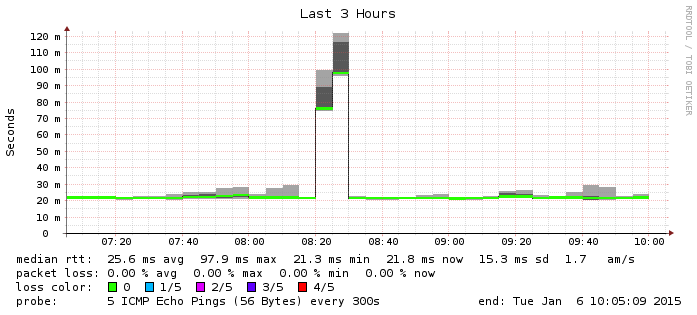 Last 3 Hours
RRDTOOL / TOBI OETIKER
Seconds
120 m
110 m
100 m
90 m
80 m
70 m
60 m
50 m
40 m
30 m
20 m
10 m
0
07:20 07:40 08:00 08:20 08:40 09:00 09:20 09:40 10:00
median rtt: 25.6 ms avg 97.9 ms max 21.3 ms min 21.8 ms now 15.3 ms sd 1.7 am/s
packet loss: 0.00 % avg 0.00 % max 0.00 % min 0.00 % now
loss color: 0 1/5 2/5 3/5 4/5
probe: 5 ICMP Echo Pings (56 Bytes) every 300s end: Tue Jan 6 10:05:09 2015